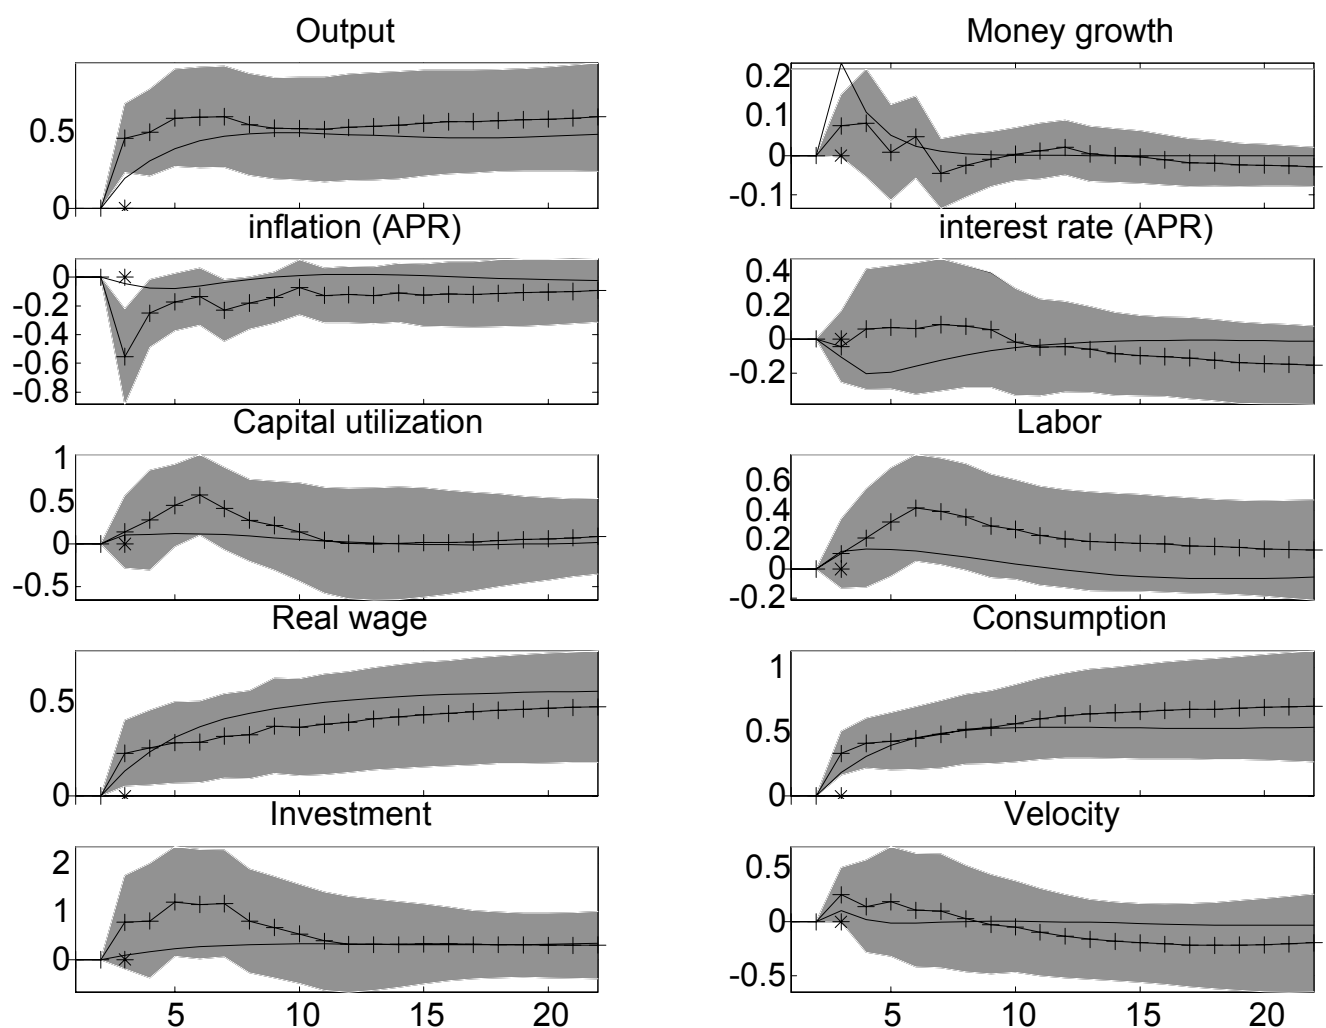 Output
0.5
0
Money growth
0.2
0.1
0
-0.1
inflation (APR)
0
-0.2
-0.4
-0.6
-0.8
interest rate (APR)
0.4
0.2
0
-0.2
Capital utilization
1
0.5
0
-0.5
Labor
0.6
0.4
0.2
0
-0.2
Real wage
0.5
0
Consumption
1
0.5
0
Investment
2
1
0
5 10 15 20
Velocity
0.5
0
-0.5
5 10 15 20